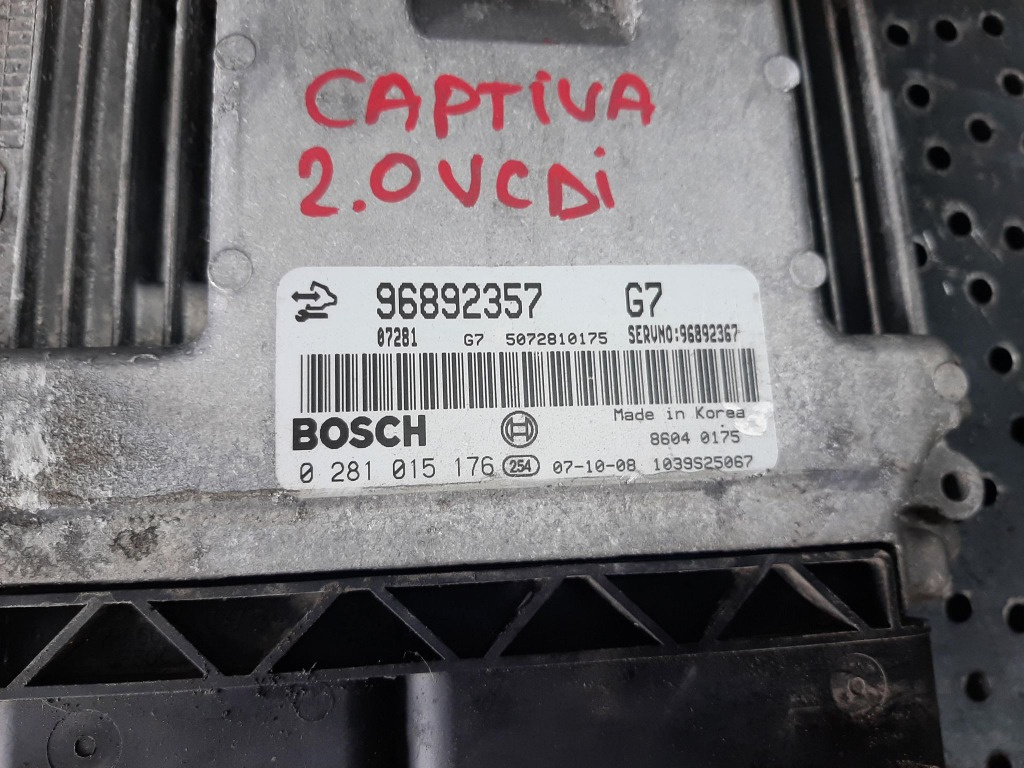 CAPTIVA
2.0VCDi
96892357 G7
07281 G7 5072810175 SERVNO:96892367
Made in Korea
BOSCH
8604 0175
0 281 015 176 254 07-10-08 1039S25067